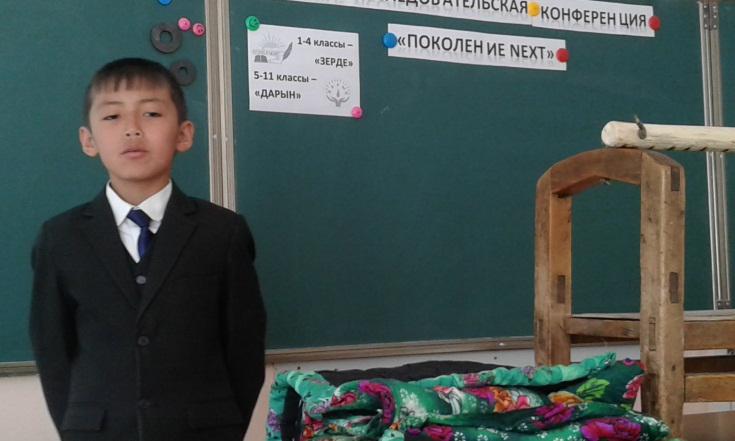 КОНФЕРЕНЦИЯ
«ПОКОЛЕНИЕ NEXT»
1-4 классы –
«ЗЕРДЕ»
5-11 классы –
«ДАРЫН»